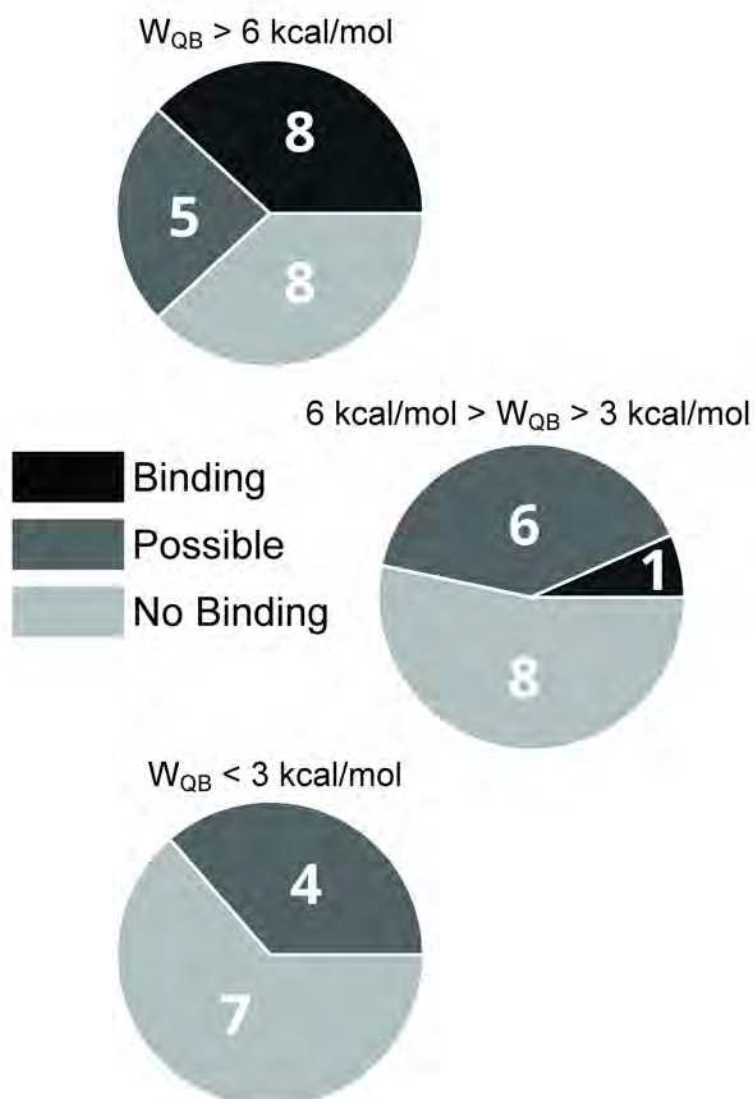 W_QB > 6 kcal/mol
8
5
8
6 kcal/mol > W_QB > 3 kcal/mol
Binding
Possible
No Binding
6
1
8
W_QB < 3 kcal/mol
4
7